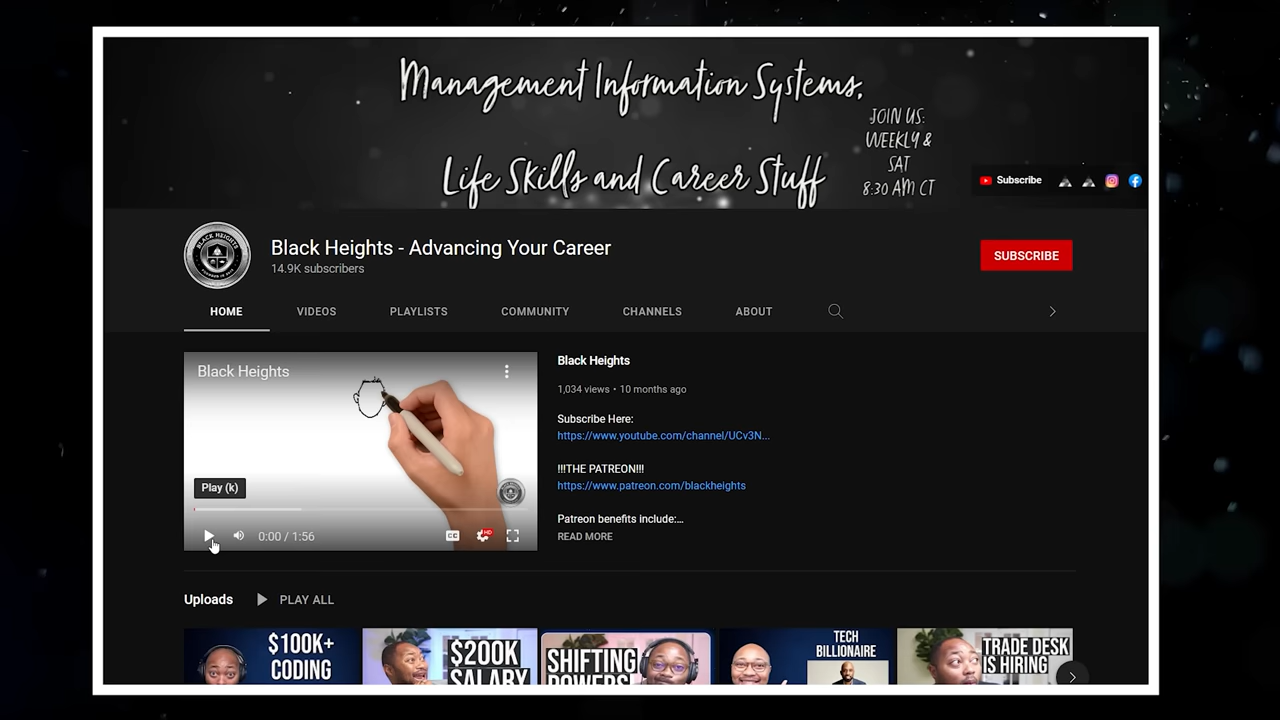 Management Information Systems,
Life Skills and Career Stuff
JOIN US:
WEEKLY &
SAT
8:30 AM CT
Subscribe
BLACK HEIGHTS
Black Heights - Advancing Your Career
14.9K subscribers
SUBSCRIBE
HOME
VIDEOS
PLAYLISTS
COMMUNITY
CHANNELS
ABOUT
Black Heights
Play (k)
0:00 / 1:56
CC
HD
Black Heights
1,034 views • 10 months ago
Subscribe Here:
https://www.youtube.com/channel/UCv3N...
!!!THE PATREON!!!
https://www.patreon.com/blackheights
Patreon benefits include:...
READ MORE
Uploads
PLAY ALL
$100K+
CODING
$200K
SALARY
SHIFTING
POWERS
TECH
BILLIONAIRE
TRADE DESK
IS HIRING